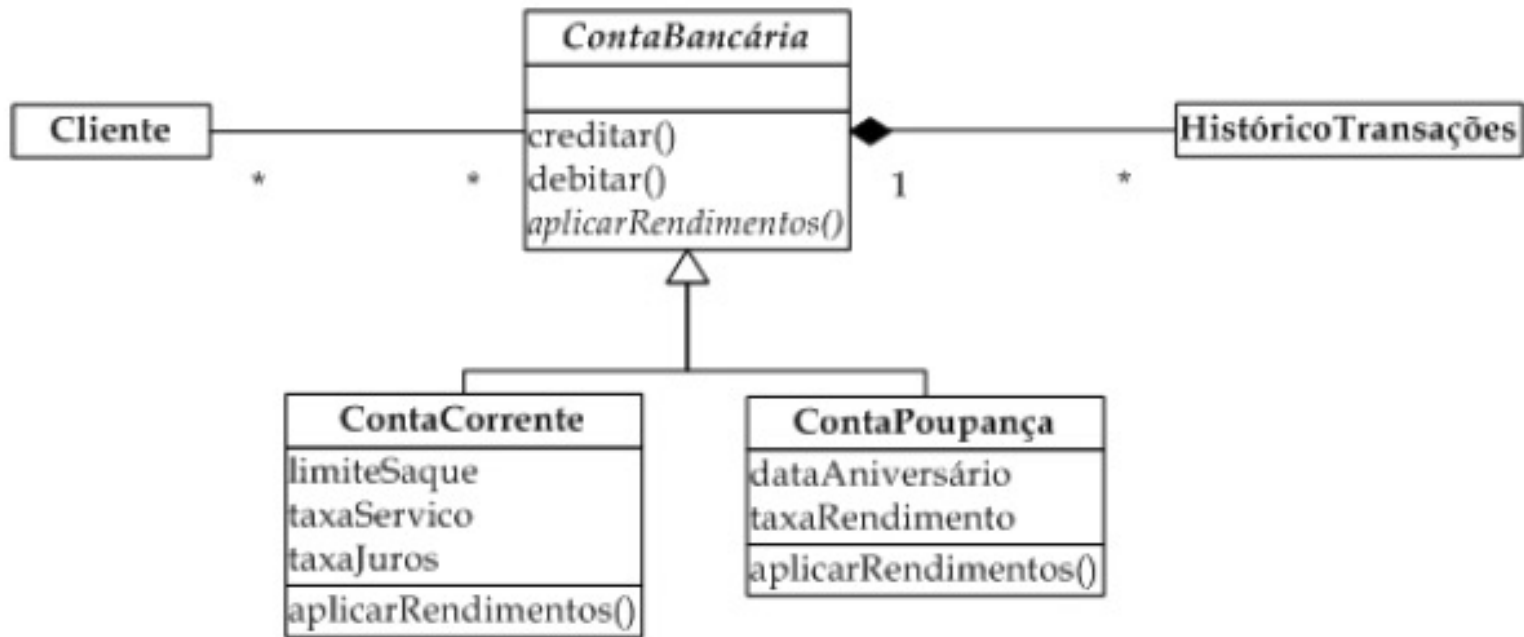 ContaBancária
Cliente
creditar()
debitar()
aplicarRendimentos()
HistóricoTransações
*
*
1
*
ContaCorrente
limiteSaque
taxaServico
taxaJuros
aplicarRendimentos()
ContaPoupança
dataAniversário
taxaRendimento
aplicarRendimentos()